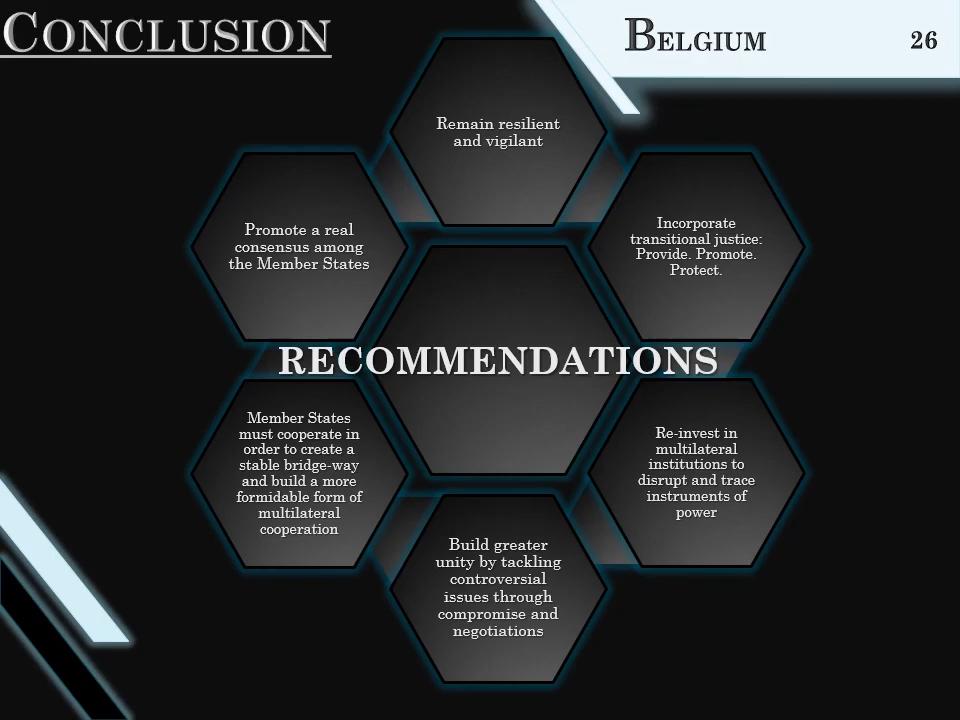 CONCLUSION
BELGIUM
26
Remain resilient
and vigilant
Incorporate
transitional justice:
Provide. Promote.
Protect.
Promote a real
consensus among
the Member States
RECOMMENDATIONS
Re-invest in
multilateral
institutions to
disrupt and trace
instruments of
power
Member States
must cooperate in
order to create a
stable bridge-way
and build a more
formidable form of
multilateral
cooperation
Build greater
unity by tackling
controversial
issues through
compromise and
negotiations